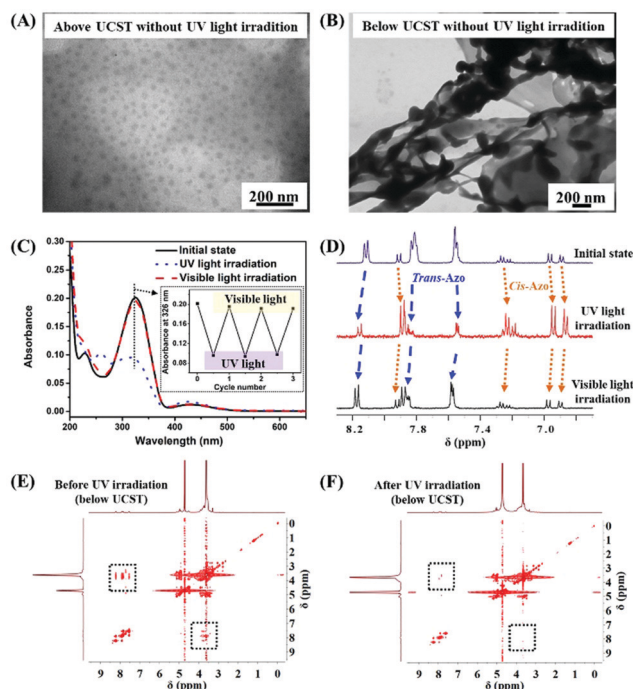 (A)
Above UCST without UV light irradition
200 nm
(B)
Below UCST without UV light irradition
200 nm
(C)
Initial state
UV light irradiation
Visible light irradiation
Absorbance
0.30
0.25
0.20
0.15
0.10
0.05
0.00
200
300
400
500
600
Wavelength (nm)
Absorbance at 326 nm
0.20
0.16
0.12
0.08
Visible light
UV light
0
1
2
3
Cycle number
(D)
Initial state
Trans-Azo
Cis-Azo
UV light
irradiation
Visible light
irradiation
8.2
7.8
7.4
7.0
δ (ppm)
(E)
Before UV irradiation
(below UCST)
0
1
2
3
4
5
6
7
8
9
δ (ppm)
9 8 7 6 5 4 3 2 1 0
δ (ppm)
(F)
After UV irradiation
(below UCST)
0
1
2
3
4
5
6
7
8
9
δ (ppm)
9 8 7 6 5 4 3 2 1 0
δ (ppm)